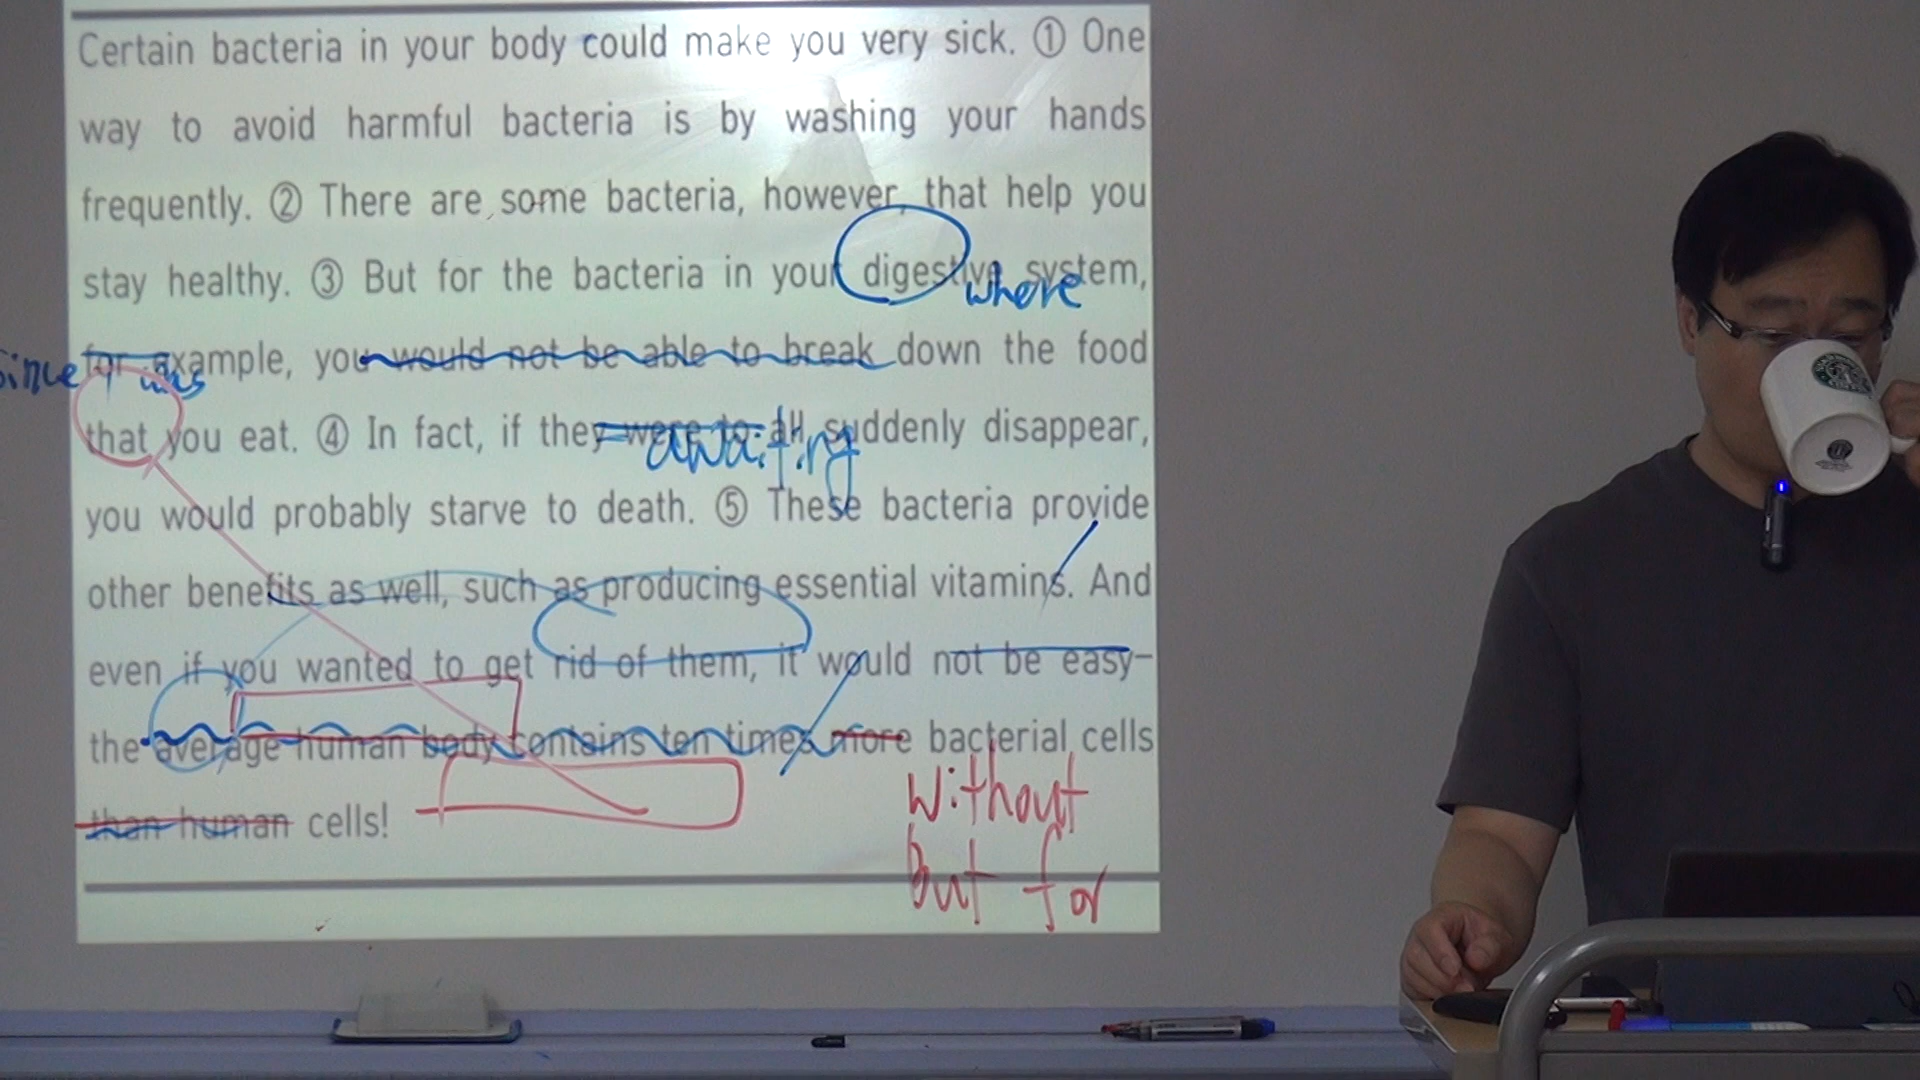 Certain bacteria in your body could make you very sick. ① One
way to avoid harmful bacteria is by washing your hands
frequently. ② There are some bacteria, however, that help you
stay healthy. ③ But for the bacteria in your digestive system,
where
for example, you would not be able to break down the food
since was
that you eat. ④ In fact, if they were to all suddenly disappear,
awaiting
you would probably starve to death. ⑤ These bacteria provide
other benefits as well, such as producing essential vitamins. And
even if you wanted to get rid of them, it would not be easy–
the average human body contains ten times more bacterial cells
than human cells!
Without
But for